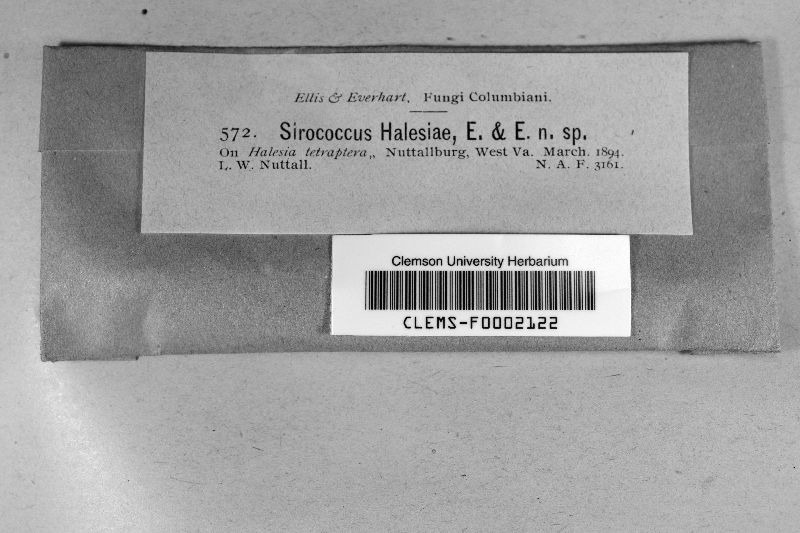 Ellis & Everhart, Fungi Columbiani.
572. Sirococcus Halesiae, E. & E. n. sp.
On Halesia tetraptera,, Nuttallburg, West Va. March. 1894.
L. W. Nuttall. N. A. F. 3161.
Clemson University Herbarium
CLEMS-F0002122